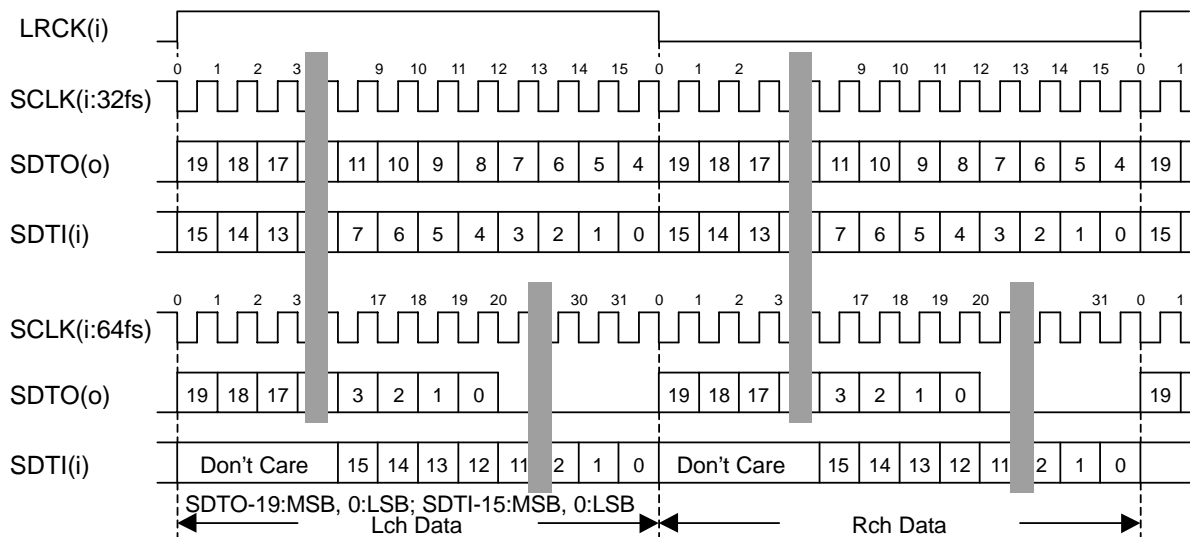 LRCK(i)
0 1 2 3 9 10 11 12 13 14 15 0 1 2 9 10 11 12 13 14 15 0 1
SCLK(i:32fs)
SDTO(o) 19 18 17 11 10 9 8 7 6 5 4 19 18 17 11 10 9 8 7 6 5 4 19
SDTI(i) 15 14 13 7 6 5 4 3 2 1 0 15 14 13 7 6 5 4 3 2 1 0 15
0 1 2 3 17 18 19 20 30 31 0 1 2 3 17 18 19 20 31 0 1
SCLK(i:64fs)
SDTO(o) 19 18 17 3 2 1 0 19 18 17 3 2 1 0 19
SDTI(i) Don't Care 15 14 13 12 11 2 1 0 Don't Care 15 14 13 12 11 2 1 0
SDTO-19:MSB, 0:LSB; SDTI-15:MSB, 0:LSB
Lch Data Rch Data